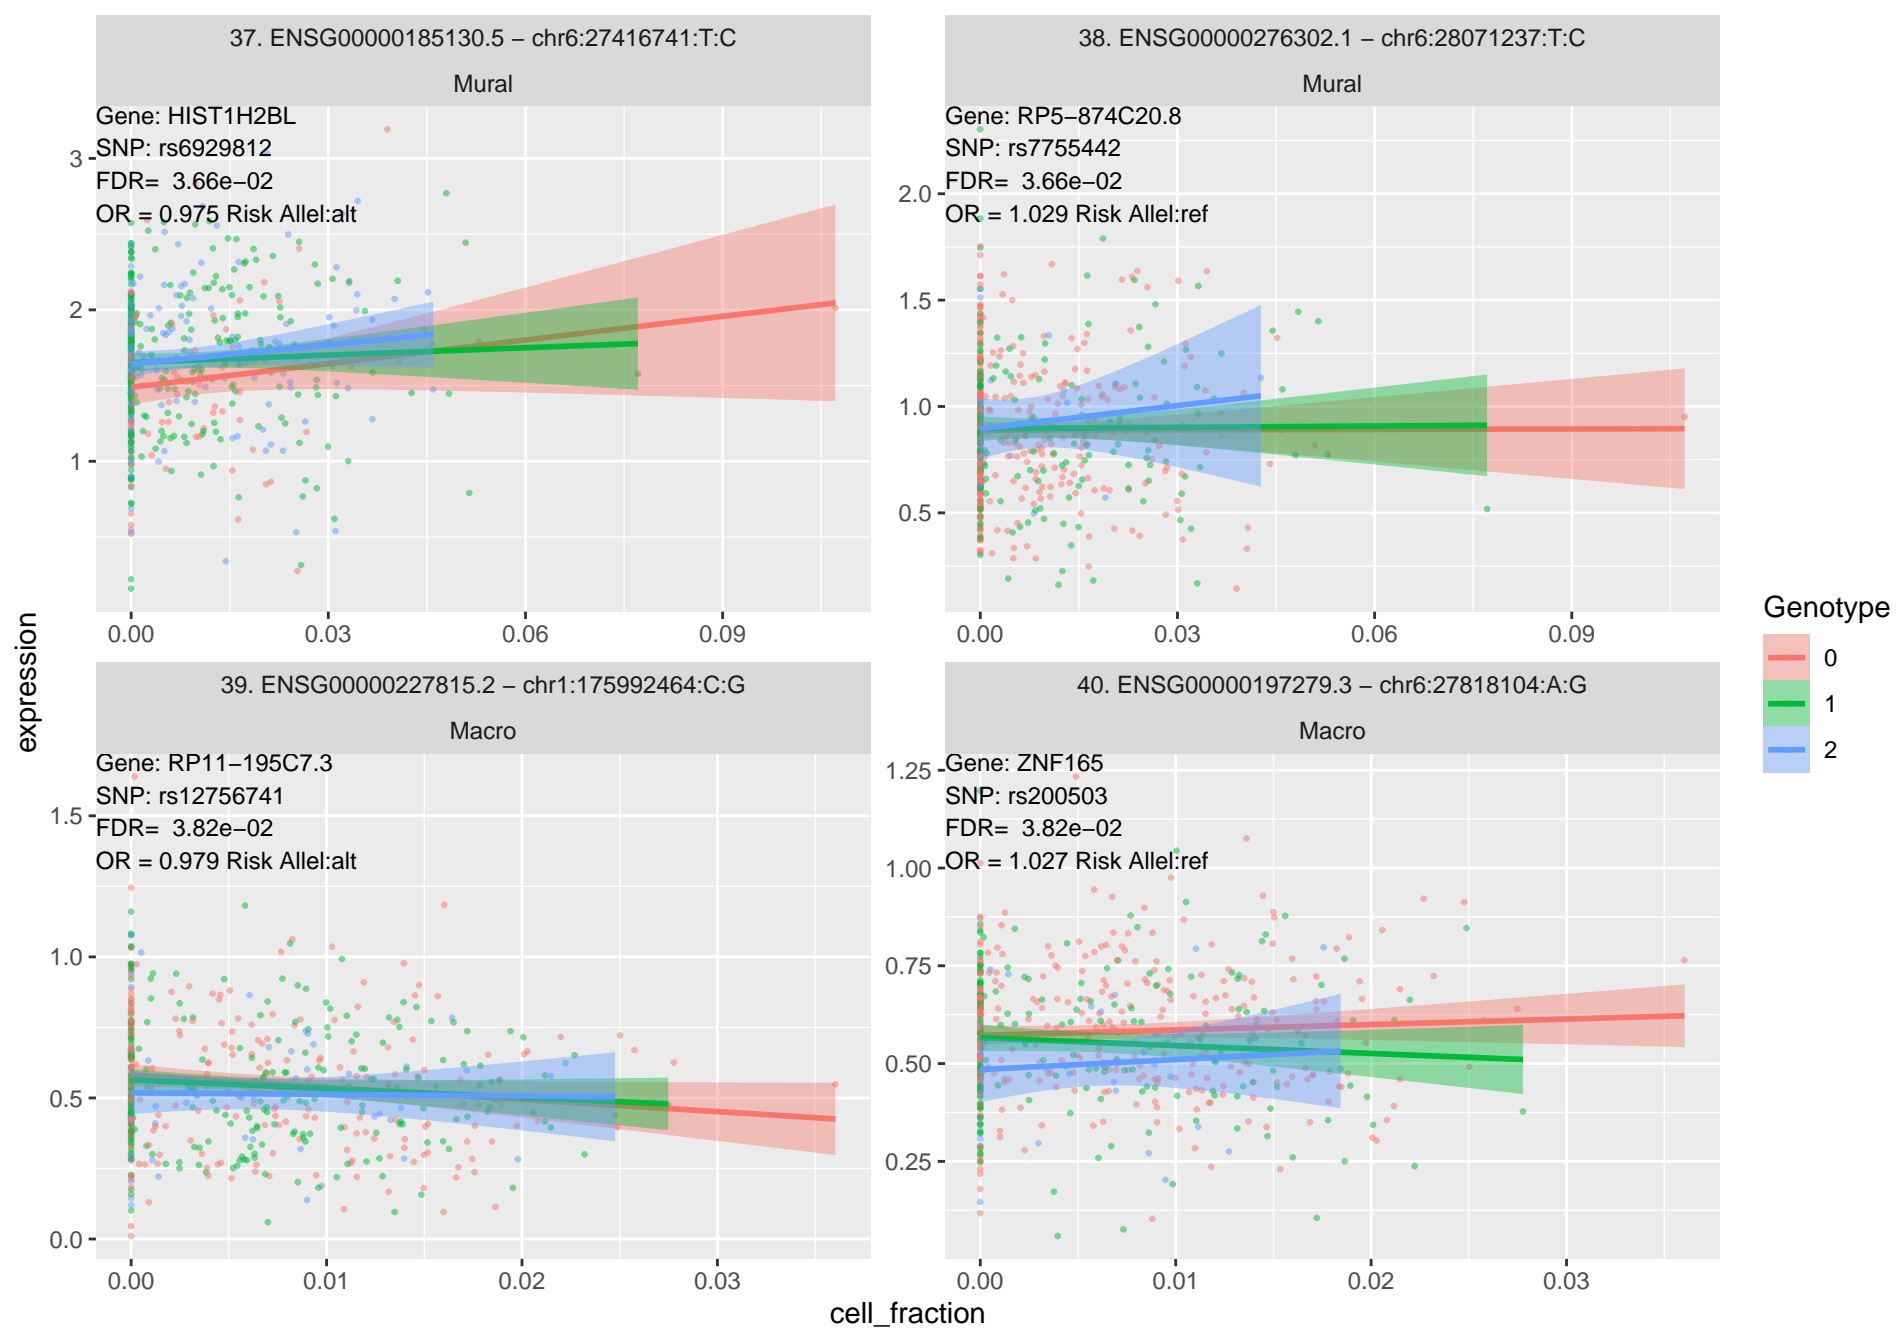 37. ENSG00000185130.5 − chr6:27416741:T:C
Mural
Gene: HIST1H2BL
SNP: rs6929812
FDR=  3.66e−02
OR = 0.975 Risk Allel:alt
3
2
1
0.00 0.03 0.06 0.09
38. ENSG00000276302.1 − chr6:28071237:T:C
Mural
Gene: RP5−874C20.8
SNP: rs7755442
FDR=  3.66e−02
OR = 1.029 Risk Allel:ref
2.0
1.5
1.0
0.5
0.00 0.03 0.06 0.09
39. ENSG00000227815.2 − chr1:175992464:C:G
Macro
Gene: RP11−195C7.3
SNP: rs12756741
FDR=  3.82e−02
OR = 0.979 Risk Allel:alt
1.5
1.0
0.5
0.0
0.00 0.01 0.02 0.03
40. ENSG00000197279.3 − chr6:27818104:A:G
Macro
Gene: ZNF165
SNP: rs200503
FDR=  3.82e−02
OR = 1.027 Risk Allel:ref
1.25
1.00
0.75
0.50
0.25
0.00 0.01 0.02 0.03
expression
cell_fraction
Genotype
0
1
2